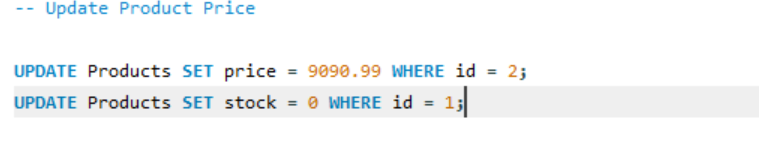 -- Update Product Price
UPDATE Products SET price = 9090.99 WHERE id = 2;
UPDATE Products SET stock = 0 WHERE id = 1;